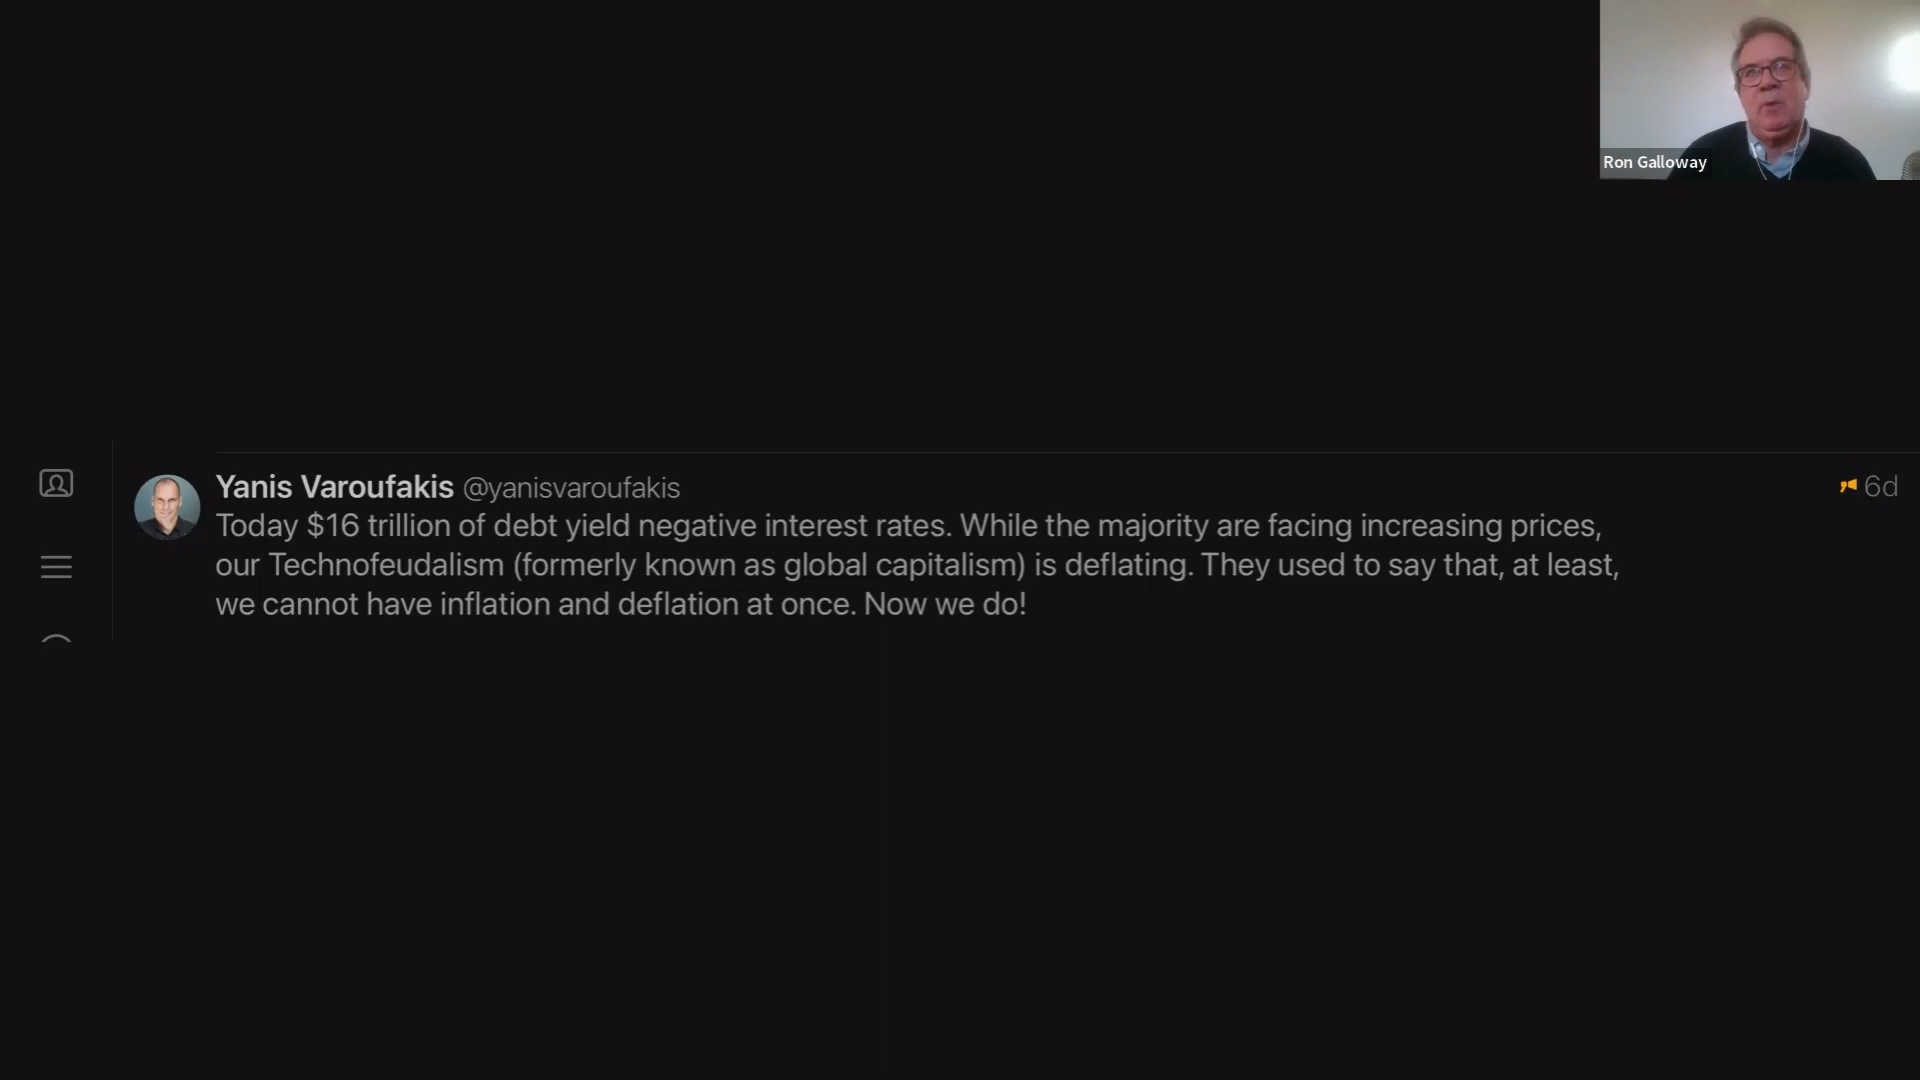 Ron Galloway
Yanis Varoufakis @yanisvaroufakis 6d
Today $16 trillion of debt yield negative interest rates. While the majority are facing increasing prices,
our Technofeudalism (formerly known as global capitalism) is deflating. They used to say that, at least,
we cannot have inflation and deflation at once. Now we do!